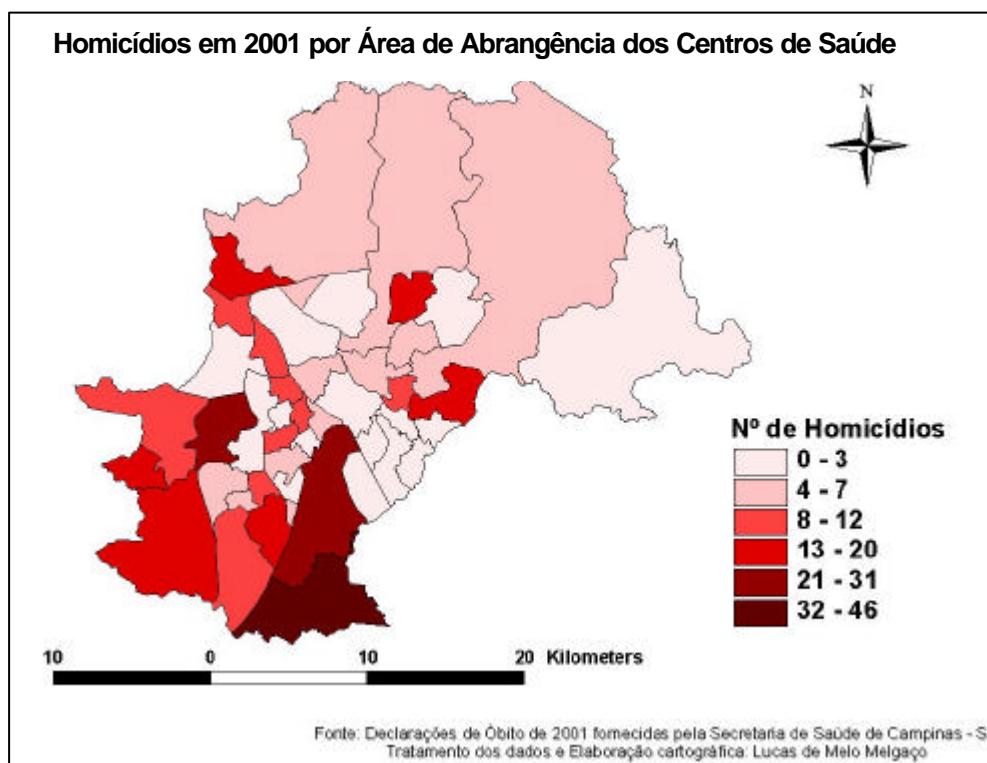 Homicídios em 2001 por Área de Abrangência dos Centros de Saúde
N
Nº de Homicídios
0 - 3
4 - 7
8 - 12
13 - 20
21 - 31
32 - 46
10 0 10 20 Kilometers
Fonte: Declarações de Óbito de 2001 fornecidas pela Secretaria de Saúde de Campinas - S
Tratamento dos dados e Elaboração cartográfica: Lucas de Melo Melgaço